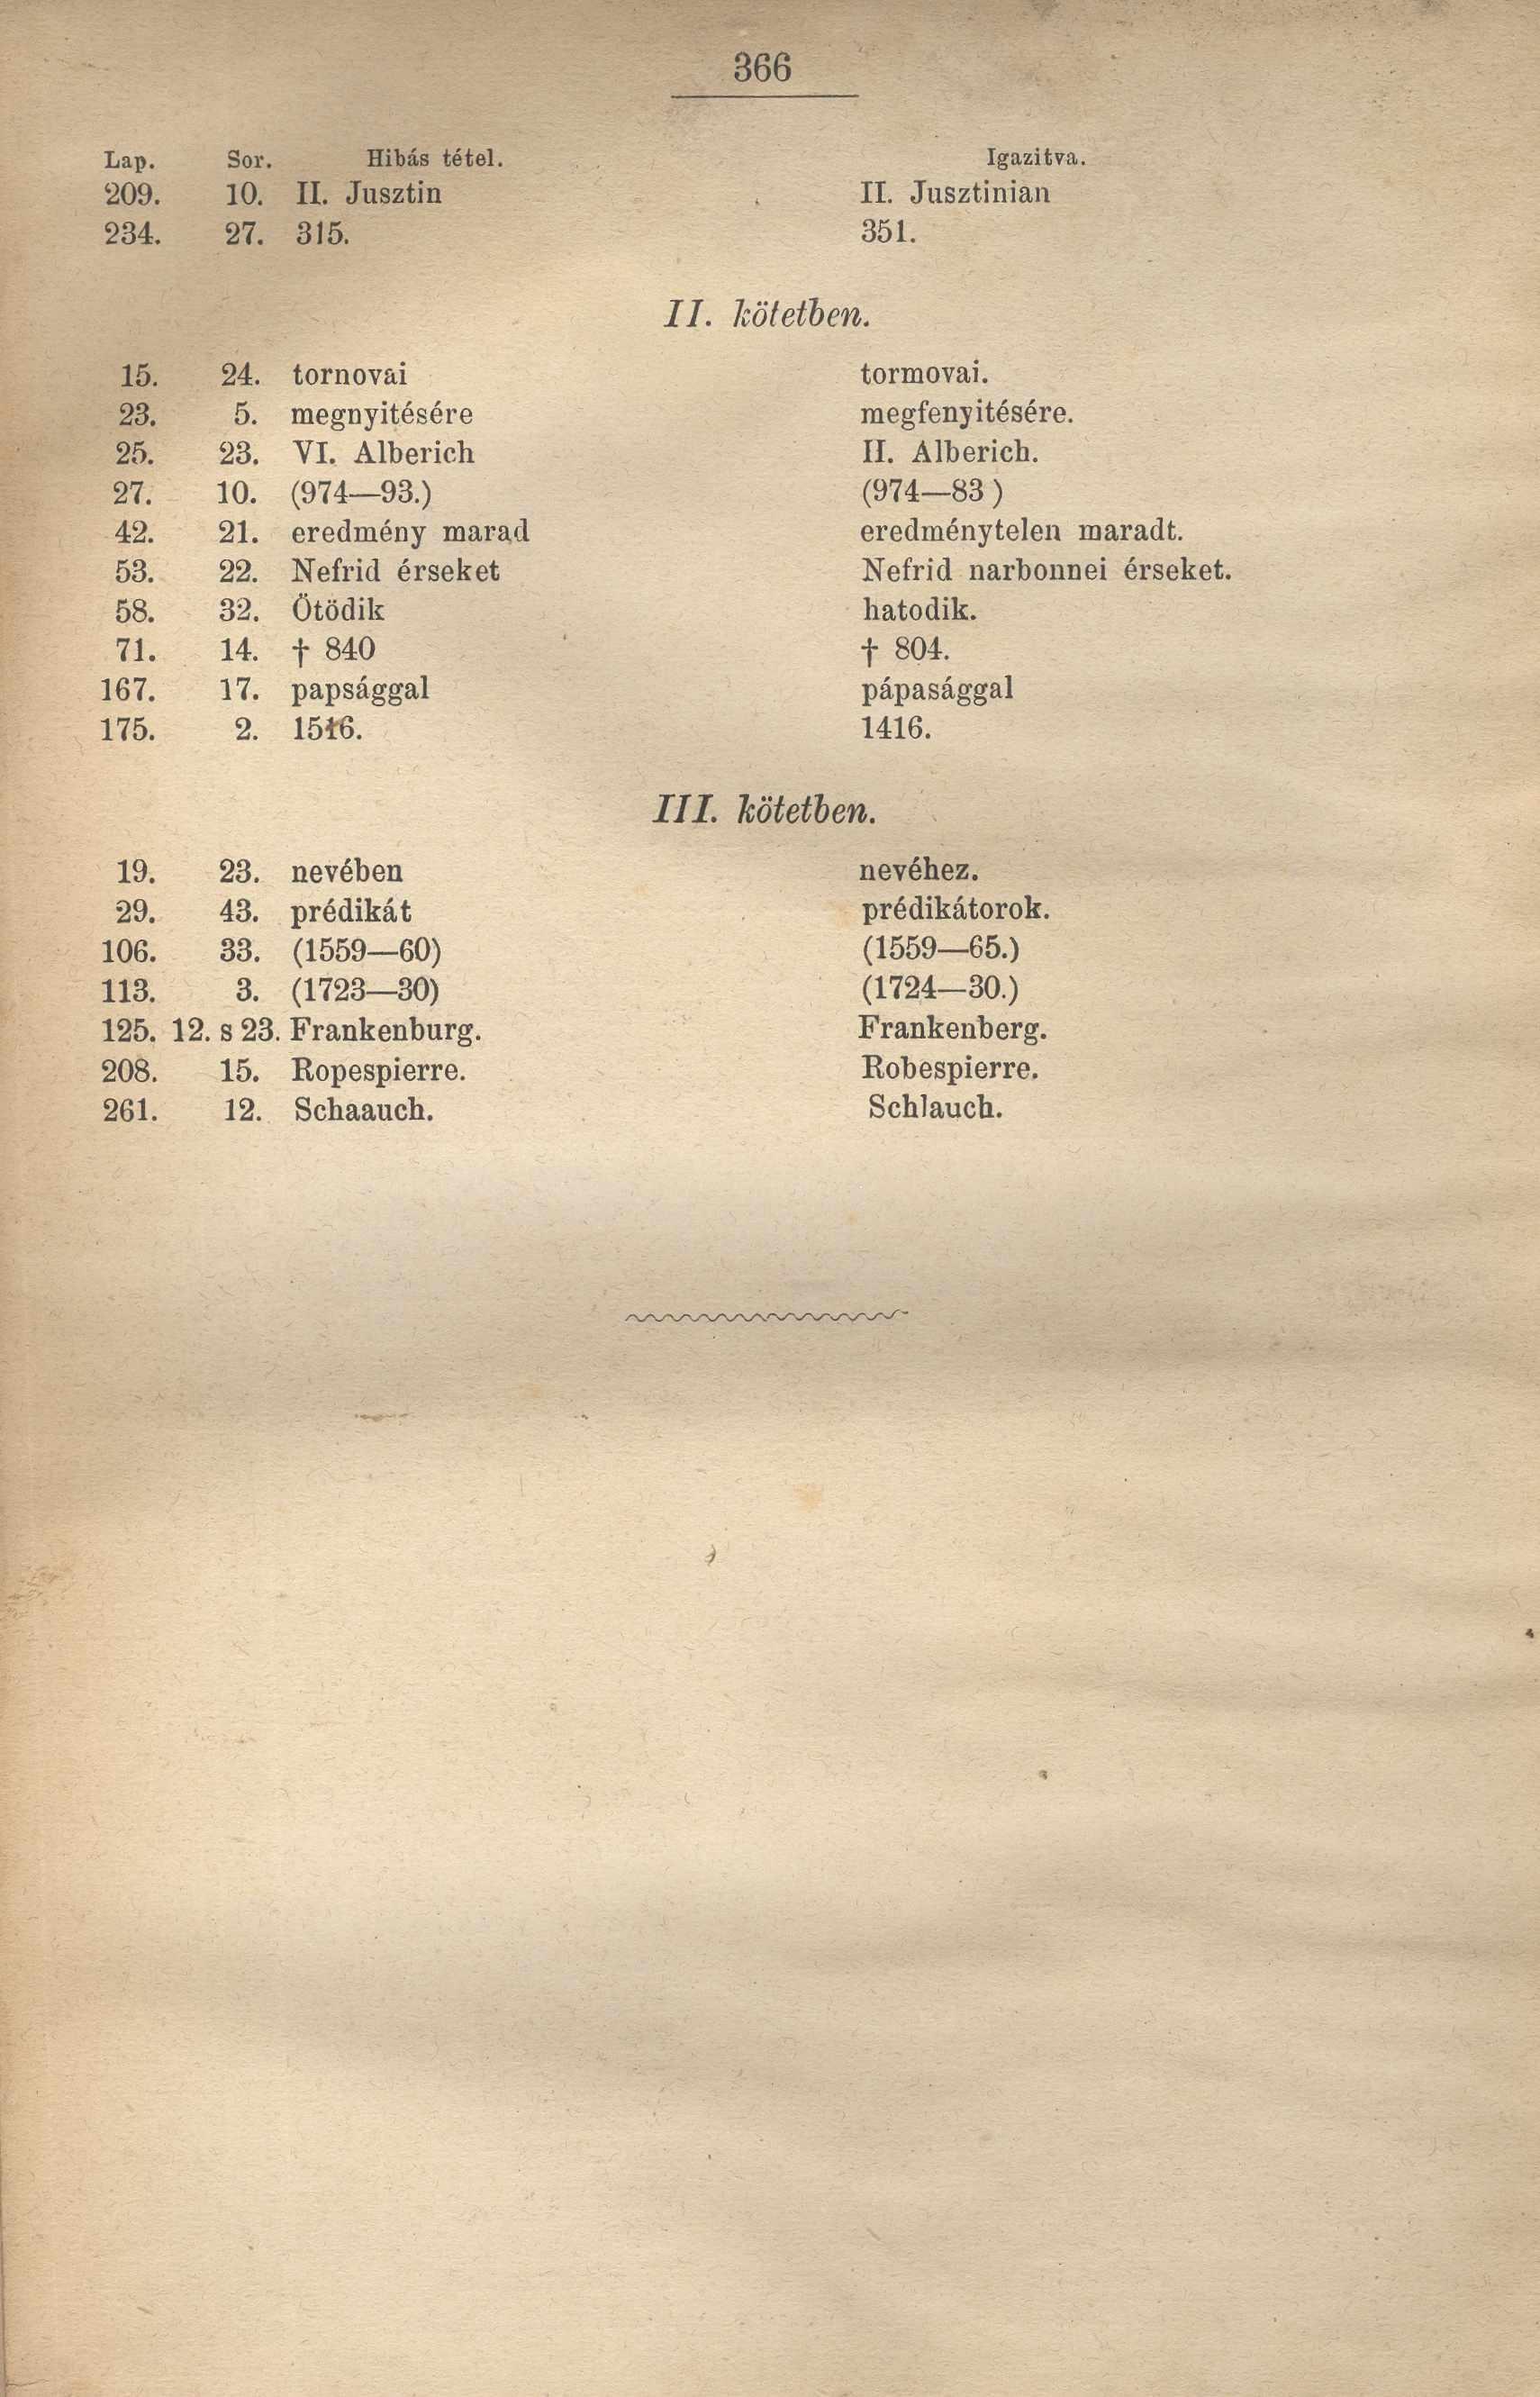 366
Lap. Sor. Hibás tétel. Igazitva.
209. 10. II. Jusztin II. Jusztinian
234. 27. 315. 351.
II. kötetben.
15. 24. tornovai tormovai.
23. 5. megnyitésére megfenyitésére.
25. 23. VI. Alberich II. Alberich.
27. 10. (974—93.) (974—83)
42. 21. eredmény marad eredménytelen maradt.
53. 22. Nefrid érseket Nefrid narbonnei érseket.
58. 32. Ötödik hatodik.
71. 14. † 840 † 804.
167. 17. papsággal pápasággal
175. 2. 1516. 1416.
III. kötetben.
19. 23. nevében nevéhez.
29. 43. prédikát prédikátorok.
106. 33. (1559—60) (1559—65.)
113. 3. (1723—30) (1724—30.)
125. 12. s 23. Frankenburg. Frankenberg.
208. 15. Ropespierre. Robespierre.
261. 12. Schaauch. Schlauch.